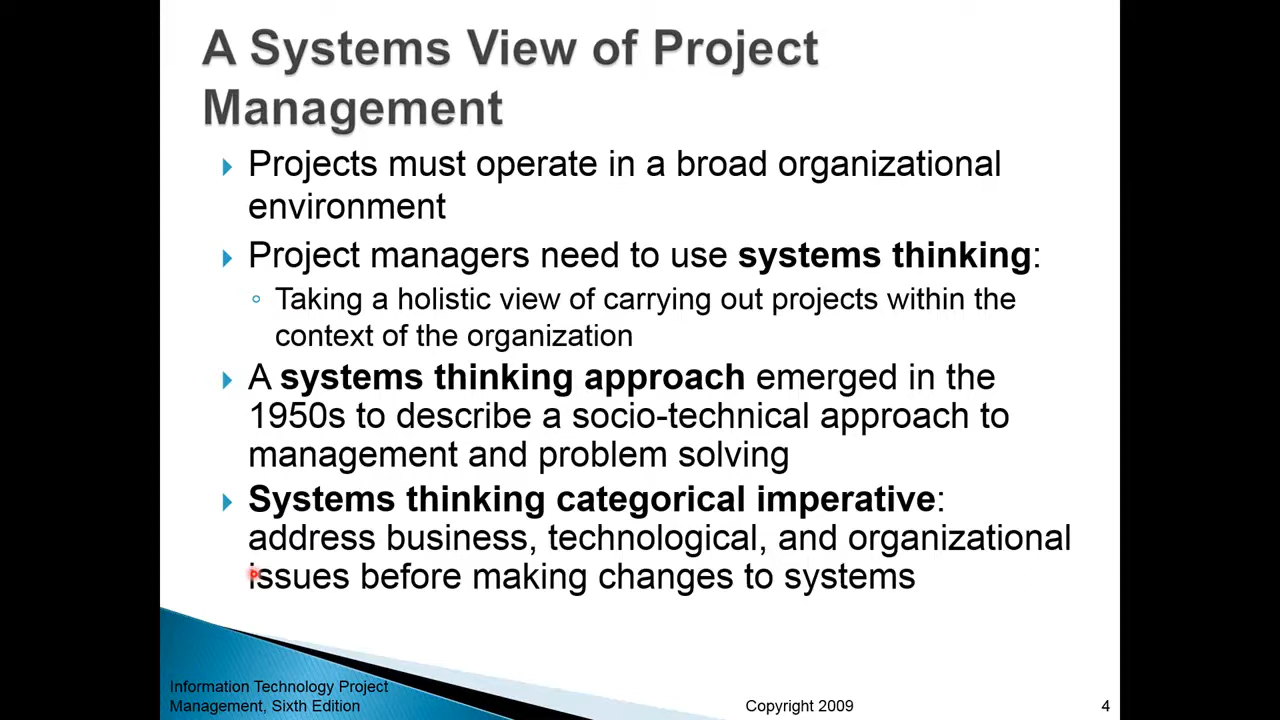 A Systems View of Project
Management
Projects must operate in a broad organizational
environment
Project managers need to use systems thinking:
Taking a holistic view of carrying out projects within the
context of the organization
A systems thinking approach emerged in the
1950s to describe a socio-technical approach to
management and problem solving
Systems thinking categorical imperative:
address business, technological, and organizational
issues before making changes to systems
Information Technology Project
Management, Sixth Edition
Copyright 2009
4